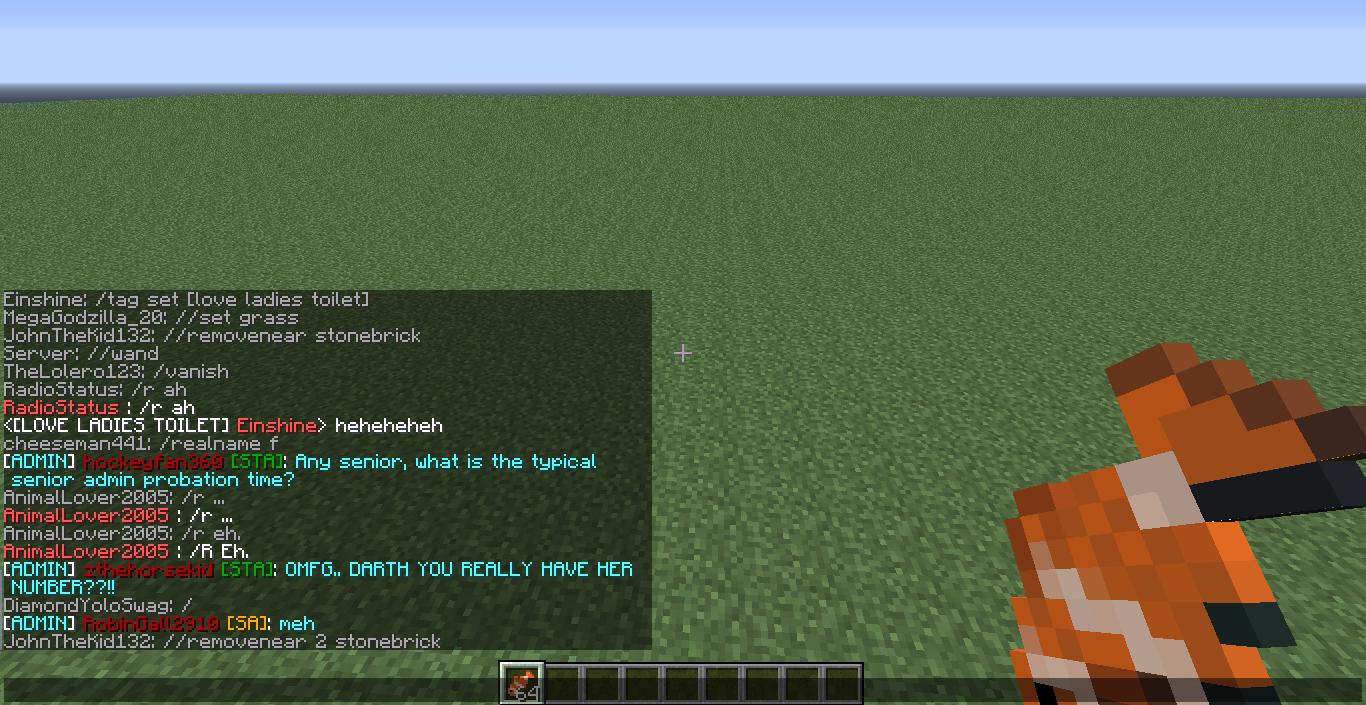 Einshine: /tag set [love ladies toilet]
MegaGodzilla_20: //set grass
JohnTheKid132: //removenear stonebrick
Server: //wand
TheLolero123: /vanish
RadioStatus: /r ah
RadioStatus : /r ah
<[LOVE LADIES TOILET] Einshine> heheheheh
cheeseman441: /realname f
[ADMIN] hockeyfan360 [STA]: Any senior, what is the typical
senior admin probation time?
AnimalLover2005: /r ...
AnimalLover2005 : /r ...
AnimalLover2005: /r eh.
AnimalLover2005 : /R Eh.
[ADMIN] zthehorsekid [STA]: OMFG.. DARTH YOU REALLY HAVE HER
NUMBER??!!
DiamondYoloSwag: /
[ADMIN] RobinGall2910 [SA]: meh
JohnTheKid132: //removenear 2 stonebrick
64